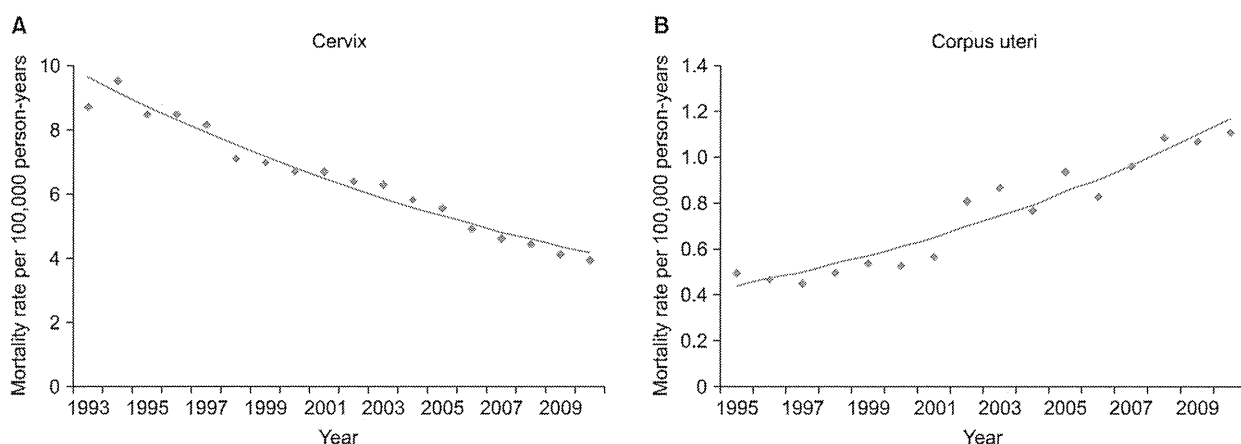 A
Cervix
Mortality rate per 100,000 person-years
10
8
6
4
2
0
1993 1995 1997 1999 2001 2003 2005 2007 2009
Year
B
Corpus uteri
Mortality rate per 100,000 person-years
1.4
1.2
1.0
0.8
0.6
0.4
0.2
0
1995 1997 1999 2001 2003 2005 2007 2009
Year